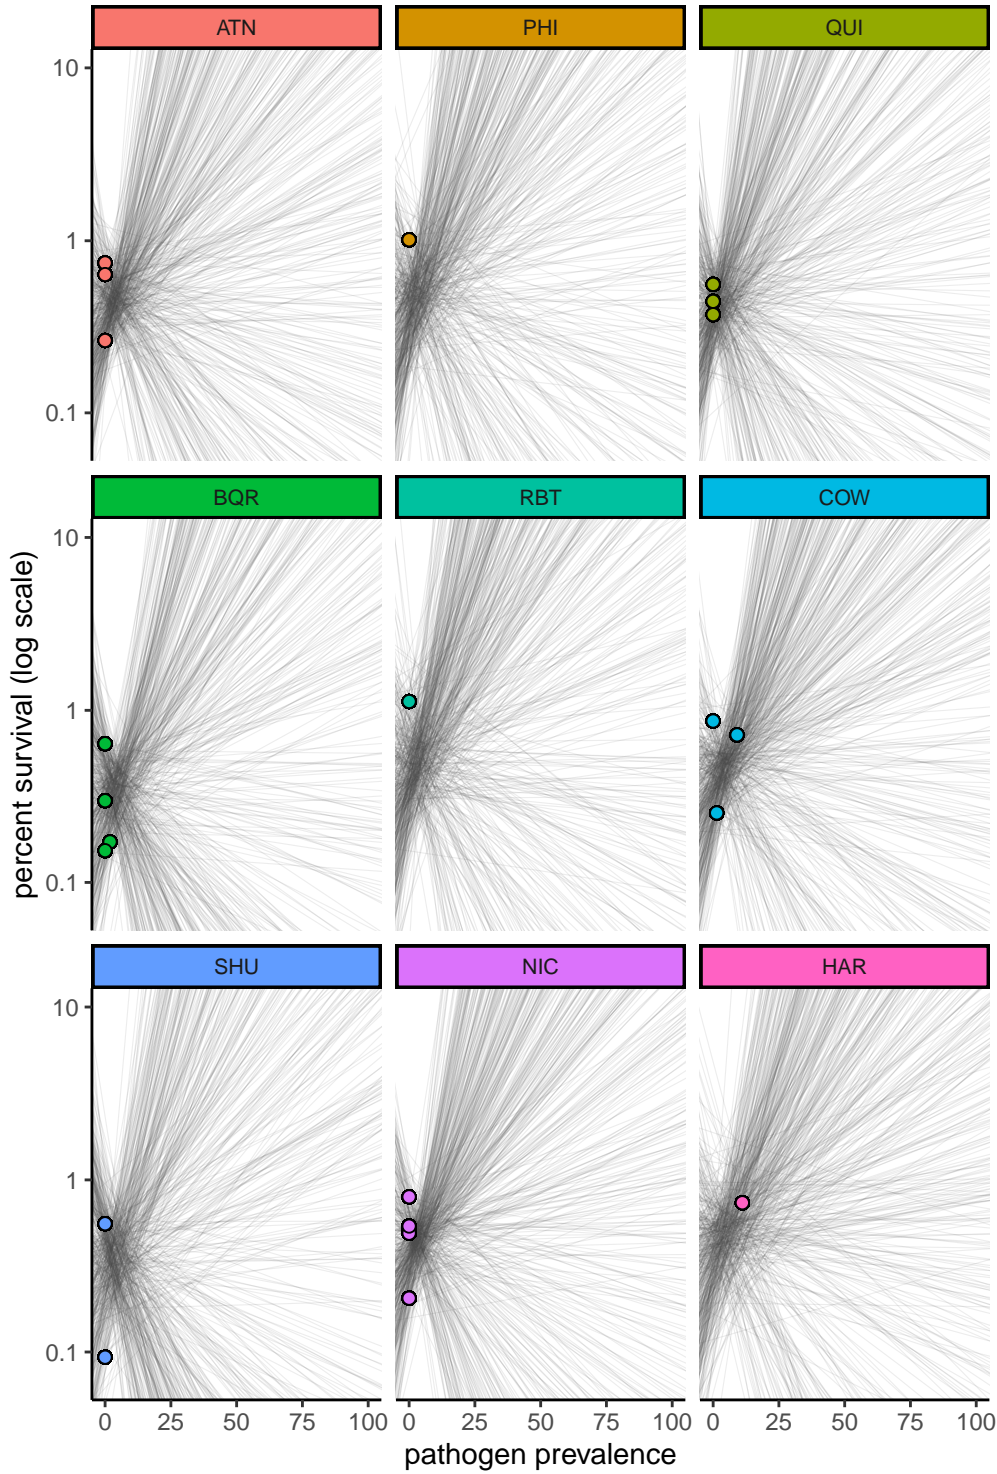 ATN PHI QUI
10
1
0.1
BQR RBT COW
10
1
0.1
percent survival (log scale)
SHU NIC HAR
10
1
0.1
0 25 50 75 100 0 25 50 75 100 0 25 50 75 100
pathogen prevalence